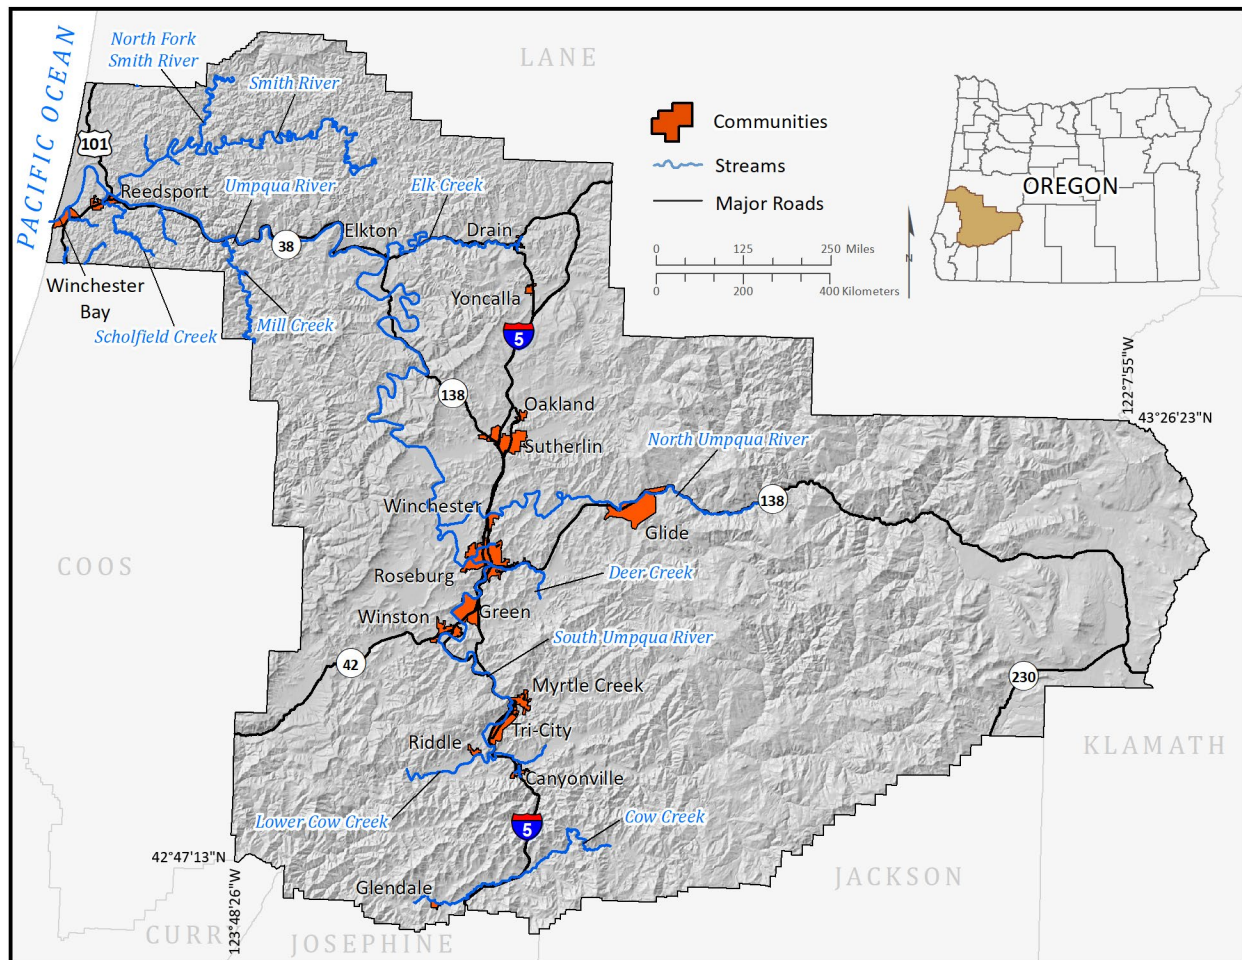 LANE
North Fork
Smith River
Smith River
PACIFIC OCEAN
101
Reedsport
Umpqua River
Elk Creek
Elkton
Drain
38
Winchester
Bay
Scholfield Creek
Mill Creek
Yoncalla
5
138
Oakland
Sutherlin
North Umpqua River
Winchester
138
Glide
COOS
Roseburg
Deer Creek
Winston
Green
South Umpqua River
42
230
Myrtle Creek
Tri-City
Riddle
Canyonville
KLAMATH
Lower Cow Creek
5
Cow Creek
42°47'13"N
123°48'26"W
Glendale
JACKSON
CURR
JOSEPHINE
Communities
Streams
Major Roads
0 125 250 Miles
0 200 400 Kilometers
N
OREGON
122°7'55"W
43°26'23"N